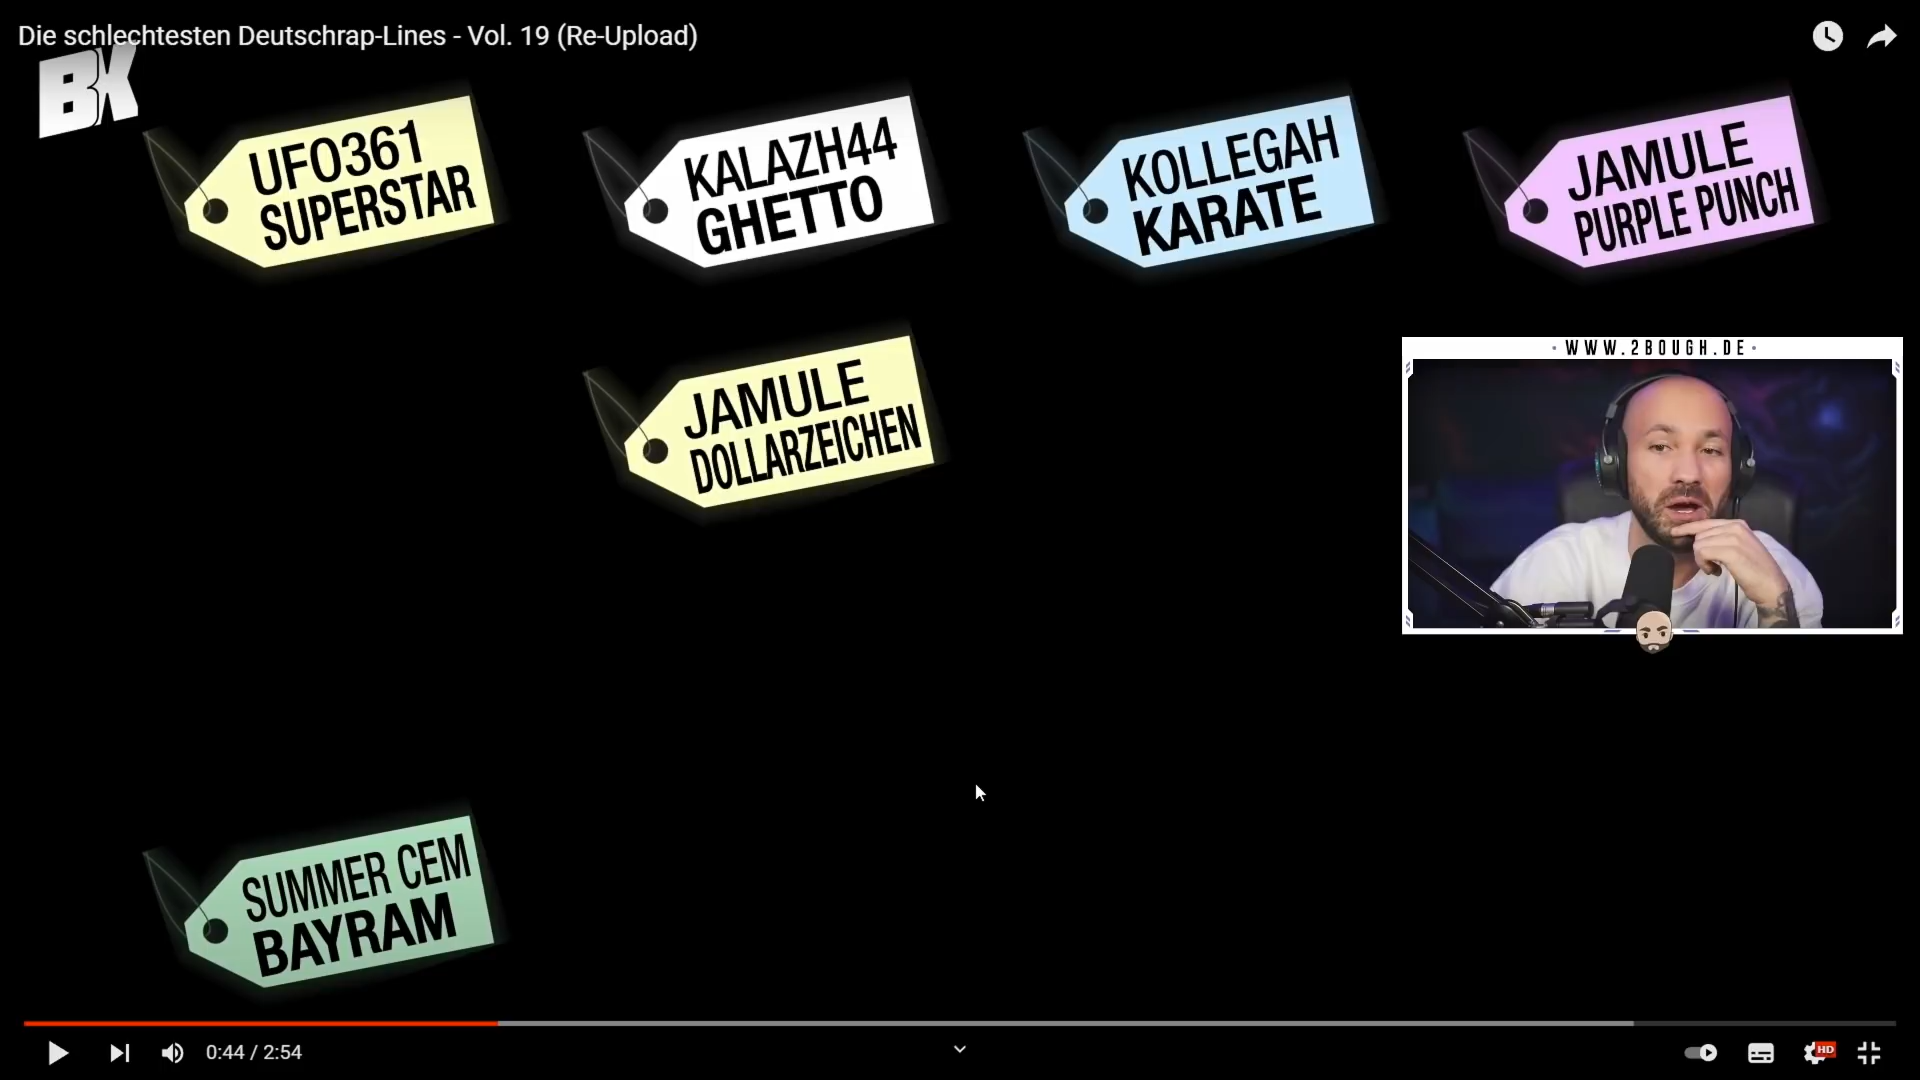 Die schlechtesten Deutschrap-Lines - Vol. 19 (Re-Upload)
BK
UFO361
SUPERSTAR
KALAZH44
GHETTO
KOLLEGAH
KARATE
JAMULE
PURPLE PUNCH
WWW.2BOUGH.DE
JAMULE
DOLLARZEICHEN
SUMMER CEM
BAYRAM
0:44 / 2:54
HD